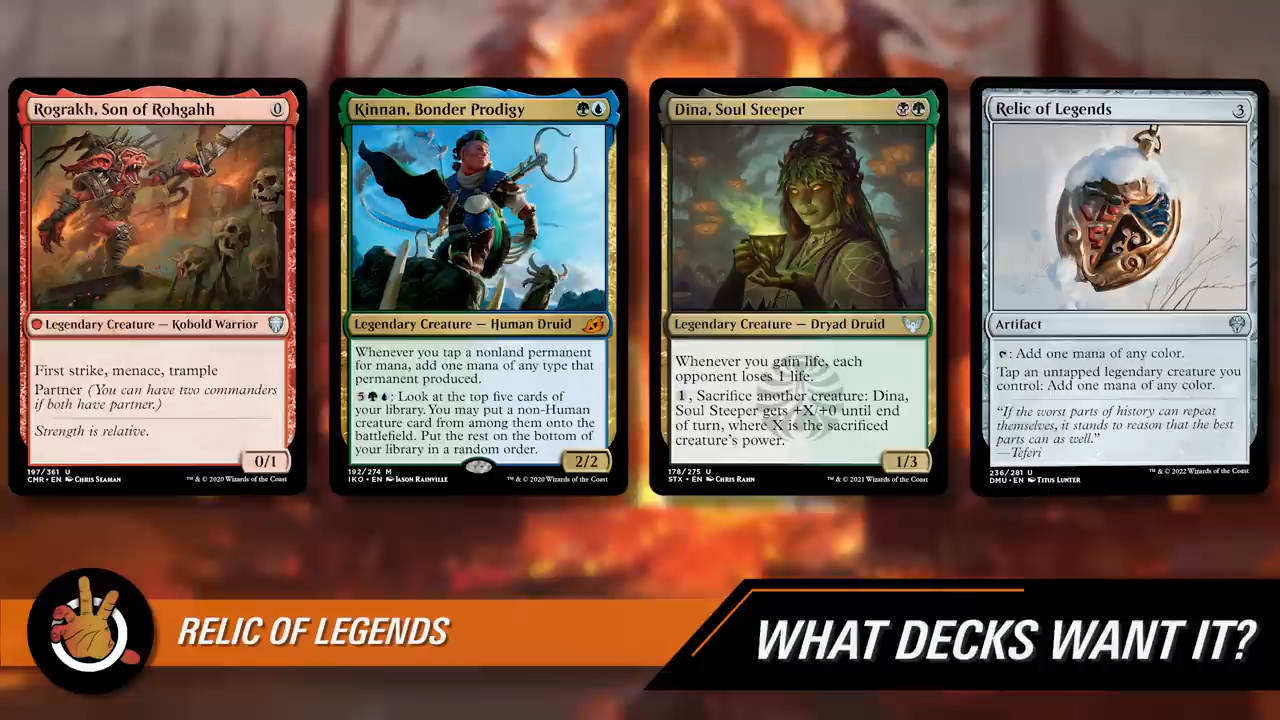 Rograkh, Son of Rohgahh
0
Legendary Creature — Kobold Warrior
First strike, menace, trample
Partner (You can have two commanders
if both have partner.)
Strength is relative.
0/1
197/361 U
CMR • EN Chris Seaman
™ & © 2020 Wizards of the Coast
Kinnan, Bonder Prodigy
Legendary Creature — Human Druid
Whenever you tap a nonland permanent
for mana, add one mana of any type that
permanent produced.
5: Look at the top five cards of
your library. You may put a non-Human
creature card from among them onto the
battlefield. Put the rest on the bottom of
your library in a random order.
2/2
192/274 M
IKO • EN Jason Rainville
™ & © 2020 Wizards of the Coast
Dina, Soul Steeper
Legendary Creature — Dryad Druid
Whenever you gain life, each
opponent loses 1 life.
1, Sacrifice another creature: Dina,
Soul Steeper gets +X/+0 until end
of turn, where X is the sacrificed
creature's power.
1/3
178/275 U
STX • EN Chris Rahn
™ & © 2021 Wizards of the Coast
Relic of Legends
3
Artifact
: Add one mana of any color.
Tap an untapped legendary creature you
control: Add one mana of any color.
"If the worst parts of history can repeat
themselves, it stands to reason that the best
parts can as well."
—Teferi
236/281 U
DMU • EN Titus Lunter
™ & © 2022 Wizards of the Coast
RELIC OF LEGENDS
WHAT DECKS WANT IT?